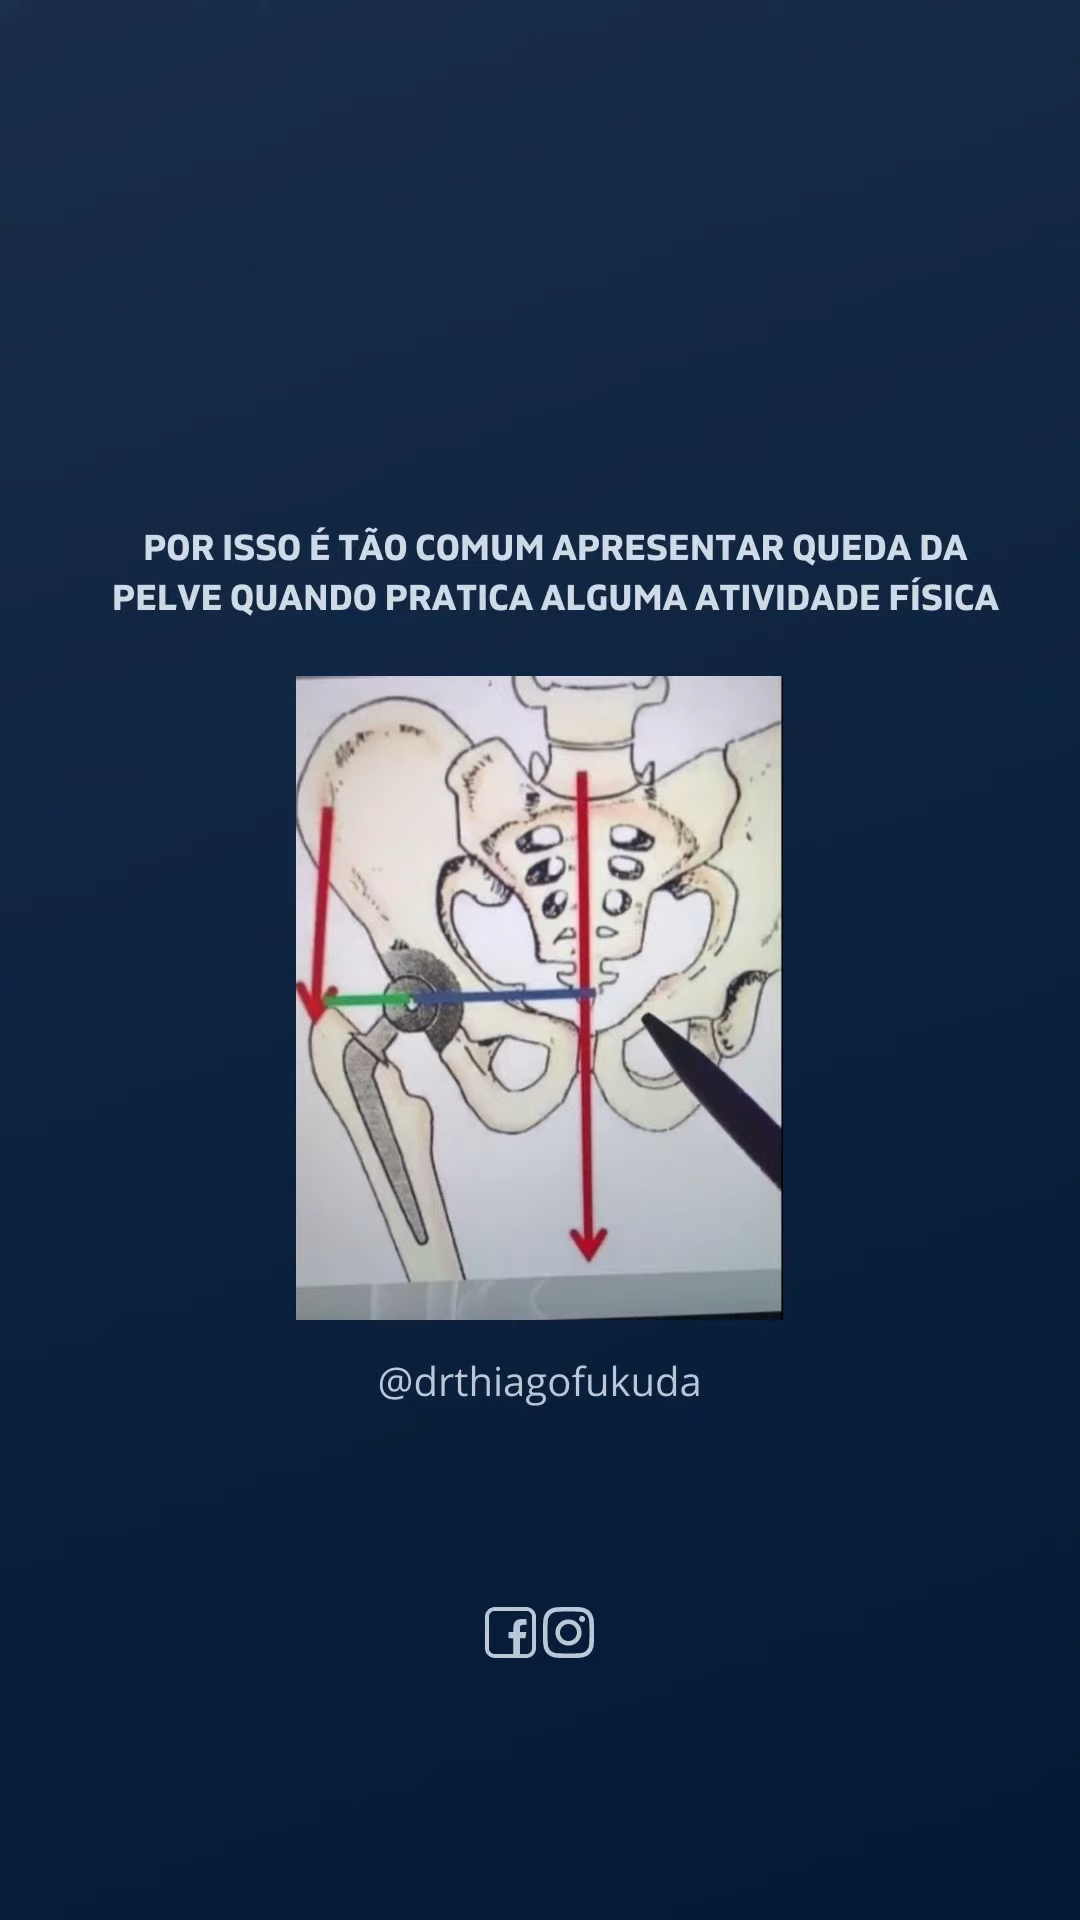 POR ISSO É TÃO COMUM APRESENTAR QUEDA DA
PELVE QUANDO PRATICA ALGUMA ATIVIDADE FÍSICA
@drthiagofukuda